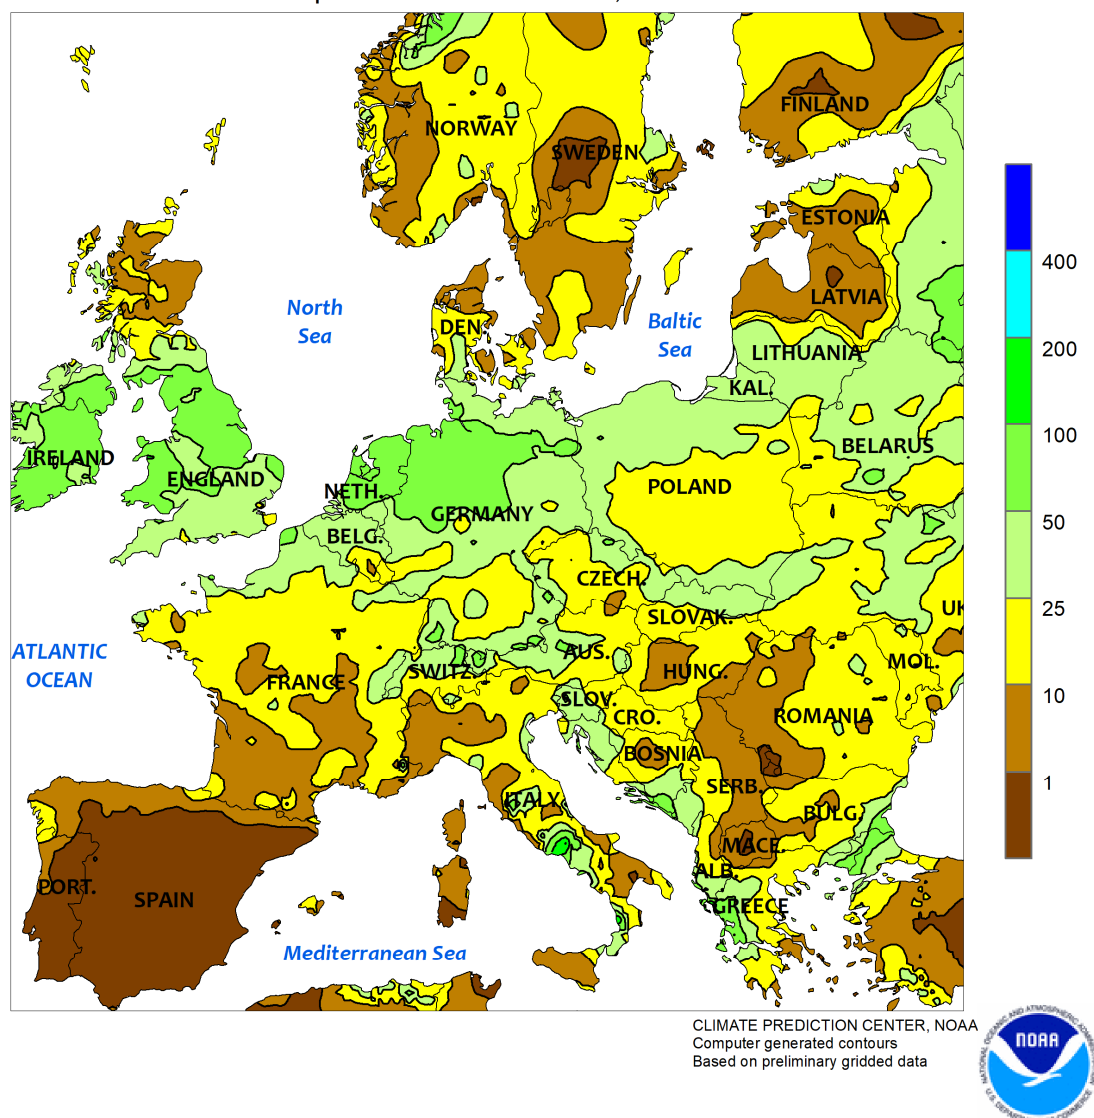 FINLAND
NORWAY
SWEDEN
ESTONIA
LATVIA
North
Sea
Baltic
Sea
DEN.
LITHUANIA
KAL.
BELARUS
IRELAND
ENGLAND
NETH.
GERMANY
POLAND
BELG.
CZECH.
SLOVAK.
UK
ATLANTIC
OCEAN
FRANCE
SWITZ.
AUS.
HUNG.
MOL.
SLOV.
CRO.
ROMANIA
BOSNIA
SERB.
ITALY
BULG.
MACE.
ALB.
PORT.
SPAIN
GREECE
Mediterranean Sea
400
200
100
50
25
10
1
CLIMATE PREDICTION CENTER, NOAA
Computer generated contours
Based on preliminary gridded data
NOAA